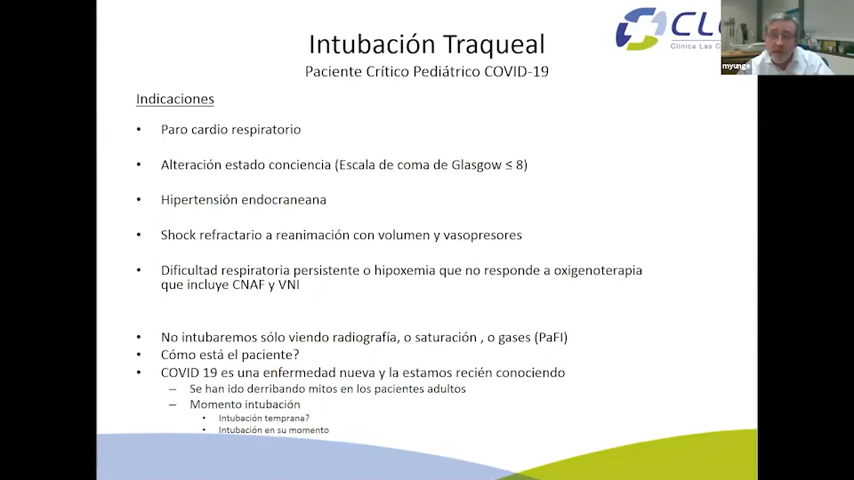 Intubación Traqueal
Paciente Crítico Pediátrico COVID-19
CL
Clínica Las
myunge
Indicaciones
• Paro cardio respiratorio
• Alteración estado conciencia (Escala de coma de Glasgow ≤ 8)
• Hipertensión endocraneana
• Shock refractario a reanimación con volumen y vasopresores
• Dificultad respiratoria persistente o hipoxemia que no responde a oxigenoterapia
que incluye CNAF y VNI
• No intubaremos sólo viendo radiografía, o saturación , o gases (PaFI)
• Cómo está el paciente?
• COVID 19 es una enfermedad nueva y la estamos recién conociendo
– Se han ido derribando mitos en los pacientes adultos
– Momento intubación
• Intubación temprana?
• Intubación en su momento